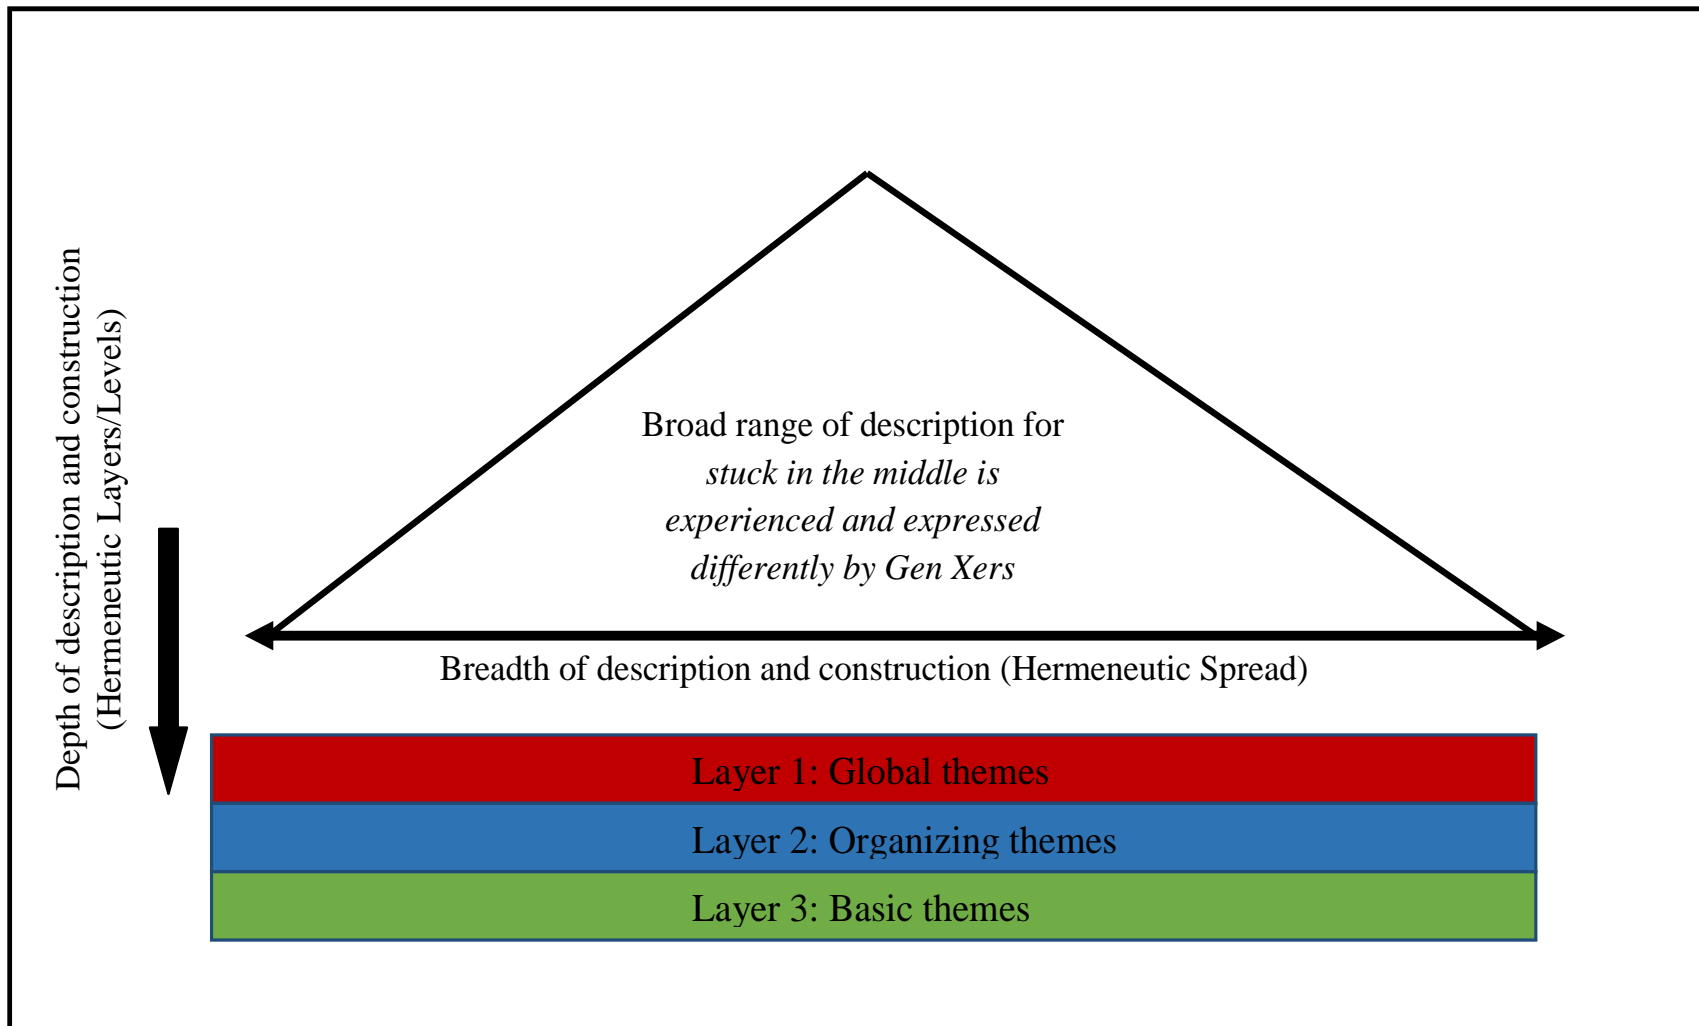 Depth of description and construction
(Hermeneutic Layers/Levels)
Broad range of description for
stuck in the middle is
experienced and expressed
differently by Gen Xers
Breadth of description and construction (Hermeneutic Spread)
Layer 1: Global themes
Layer 2: Organizing themes
Layer 3: Basic themes